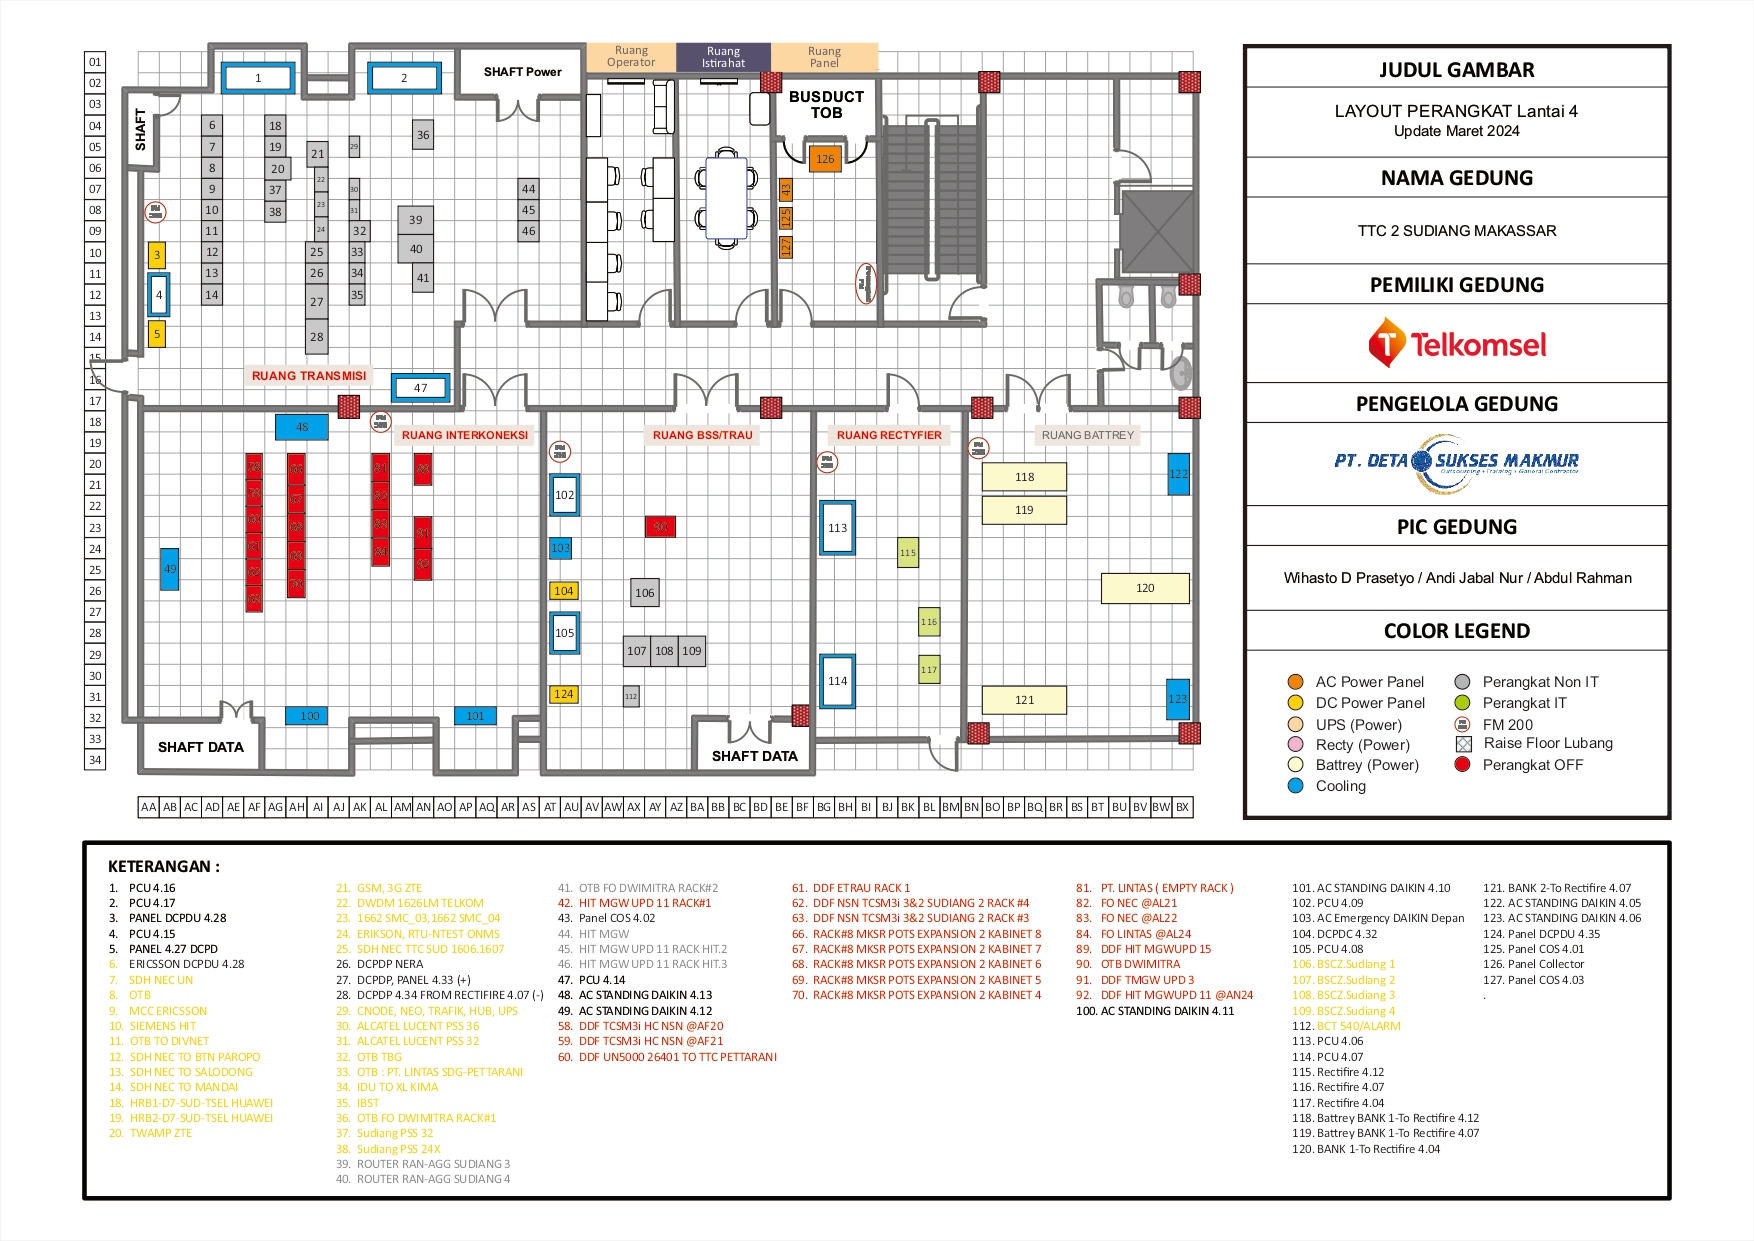 Ruang Operator
Ruang Istirahat
Ruang Panel
01
02
03
04
05
06
07
08
09
10
11
12
13
14
15
16
17
18
19
20
21
22
23
24
25
26
27
28
29
30
31
32
33
34
1
2
SHAFT Power
SHAFT
BUSDUCT
TOB
6
7
8
9
10
11
12
13
14
18
19
20
37
38
21
22
23
24
25
26
27
28
29
30
31
32
33
34
35
36
39
40
41
44
45
46
3
4
5
126
43
125
127
RUANG TRANSMISI
47
48
RUANG INTERKONEKSI
RUANG BSS/TRAU
RUANG RECTYFIER
RUANG BATTREY
49
100
101
102
103
104
105
124
90
106
107
108
109
112
113
114
115
116
117
118
119
120
121
122
123
SHAFT DATA
SHAFT DATA
AA AB AC AD AE AF AG AH AI AJ AK AL AM AN AO AP AQ AR AS AT AU AV AW AX AY AZ BA BB BC BD BE BF BG BH BI BJ BK BL BM BN BO BP BQ BR BS BT BU BV BW BX
JUDUL GAMBAR
LAYOUT PERANGKAT Lantai 4
Update Maret 2024
NAMA GEDUNG
TTC 2 SUDIANG MAKASSAR
PEMILIKI GEDUNG
Telkomsel
PENGELOLA GEDUNG
PT. DETA SUKSES MAKMUR
Outsourcing • Training • General Contractor
PIC GEDUNG
Wihasto D Prasetyo / Andi Jabal Nur / Abdul Rahman
COLOR LEGEND
AC Power Panel
DC Power Panel
UPS (Power)
Recty (Power)
Battrey (Power)
Cooling
Perangkat Non IT
Perangkat IT
FM 200
Raise Floor Lubang
Perangkat OFF
KETERANGAN :
1. PCU 4.16
2. PCU 4.17
3. PANEL DCPDU 4.28
4. PCU 4.15
5. PANEL 4.27 DCPD
6. ERICSSON DCPDU 4.28
7. SDH NEC UN
8. OTB
9. MCC ERICSSON
10. SIEMENS HIT
11. OTB TO DIVNET
12. SDH NEC TO BTN PAROPO
13. SDH NEC TO SALODONG
14. SDH NEC TO MANDAI
18. HRB1-D7-SUD-TSEL HUAWEI
19. HRB2-D7-SUD-TSEL HUAWEI
20. TWAMP ZTE
21. GSM, 3G ZTE
22. DWDM 1626LM TELKOM
23. 1662 SMC_03,1662 SMC_04
24. ERIKSON, RTU-NTEST ONMS
25. SDH NEC TTC SUD 1606.1607
26. DCPDP NERA
27. DCPDP, PANEL 4.33 (+)
28. DCPDP 4.34 FROM RECTIFIRE 4.07 (-)
29. CNODE, NEO, TRAFIK, HUB, UPS
30. ALCATEL LUCENT PSS 36
31. ALCATEL LUCENT PSS 32
32. OTB TBG
33. OTB : PT. LINTAS SDG-PETTARANI
34. IDU TO XL KIMA
35. IBST
36. OTB FO DWIMITRA RACK#1
37. Sudiang PSS 32
38. Sudiang PSS 24X
39. ROUTER RAN-AGG SUDIANG 3
40. ROUTER RAN-AGG SUDIANG 4
41. OTB FO DWIMITRA RACK#2
42. HIT MGW UPD 11 RACK#1
43. Panel COS 4.02
44. HIT MGW
45. HIT MGW UPD 11 RACK HIT.2
46. HIT MGW UPD 11 RACK HIT.3
47. PCU 4.14
48. AC STANDING DAIKIN 4.13
49. AC STANDING DAIKIN 4.12
58. DDF TCSM3i HC NSN @AF20
59. DDF TCSM3i HC NSN @AF21
60. DDF UN5000 26401 TO TTC PETTARANI
61. DDF ETRAU RACK 1
62. DDF NSN TCSM3i 3&2 SUDIANG 2 RACK #4
63. DDF NSN TCSM3i 3&2 SUDIANG 2 RACK #3
66. RACK#8 MKSR POTS EXPANSION 2 KABINET 8
67. RACK#8 MKSR POTS EXPANSION 2 KABINET 7
68. RACK#8 MKSR POTS EXPANSION 2 KABINET 6
69. RACK#8 MKSR POTS EXPANSION 2 KABINET 5
70. RACK#8 MKSR POTS EXPANSION 2 KABINET 4
81. PT. LINTAS ( EMPTY RACK )
82. FO NEC @AL21
83. FO NEC @AL22
84. FO LINTAS @AL24
89. DDF HIT MGWUPD 15
90. OTB DWIMITRA
91. DDF TMGW UPD 3
92. DDF HIT MGWUPD 11 @AN24
100. AC STANDING DAIKIN 4.11
101. AC STANDING DAIKIN 4.10
102. PCU 4.09
103. AC Emergency DAIKIN Depan
104. DCPDC 4.32
105. PCU 4.08
106. BSCZ.Sudiang 1
107. BSCZ.Sudiang 2
108. BSCZ.Sudiang 3
109. BSCZ.Sudiang 4
112. BCT 540/ALARM
113. PCU 4.06
114. PCU 4.07
115. Rectifire 4.12
116. Rectifire 4.07
117. Rectifire 4.04
118. Battrey BANK 1-To Rectifire 4.12
119. Battrey BANK 1-To Rectifire 4.07
120. BANK 1-To Rectifire 4.04
121. BANK 2-To Rectifire 4.07
122. AC STANDING DAIKIN 4.05
123. AC STANDING DAIKIN 4.06
124. Panel DCPDU 4.35
125. Panel COS 4.01
126. Panel Collector
127. Panel COS 4.03
.